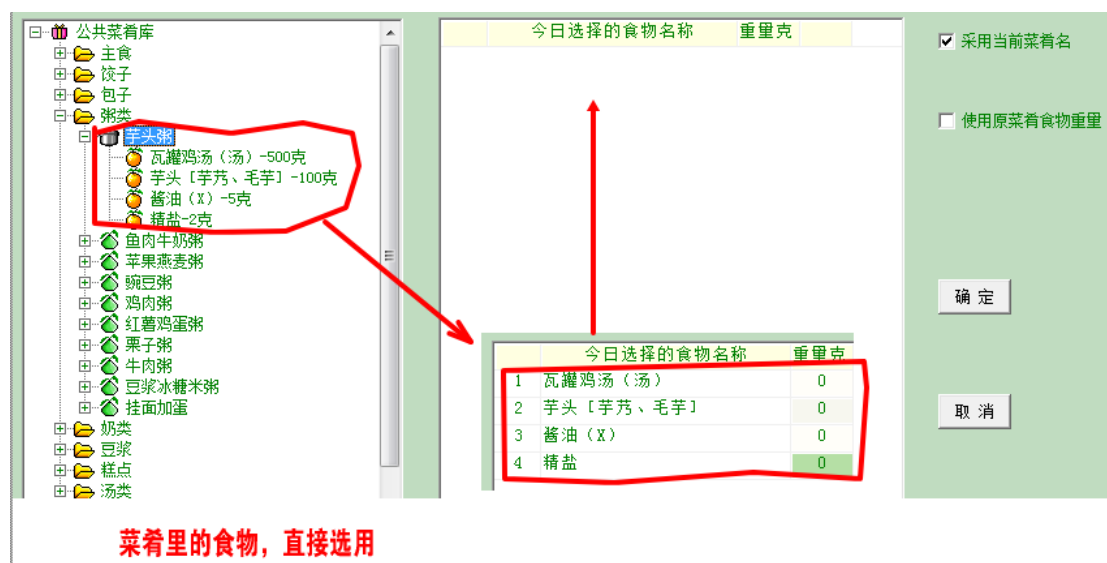 公共菜肴库
主食
饺子
包子
粥类
芋头粥
瓦罐鸡汤（汤）-500克
芋头［芋艿、毛芋］-100克
酱油（X）-5克
精盐-2克
鱼肉牛奶粥
苹果燕麦粥
豌豆粥
鸡肉粥
红薯鸡蛋粥
栗子粥
牛肉粥
豆浆冰糖米粥
挂面加蛋
奶类
豆浆
糕点
汤类
今日选择的食物名称 重量克
今日选择的食物名称 重量克
1 瓦罐鸡汤（汤） 0
2 芋头［芋艿、毛芋］ 0
3 酱油（X） 0
4 精盐 0
采用当前菜肴名
使用原菜肴食物重量
确定
取消
菜肴里的食物，直接选用